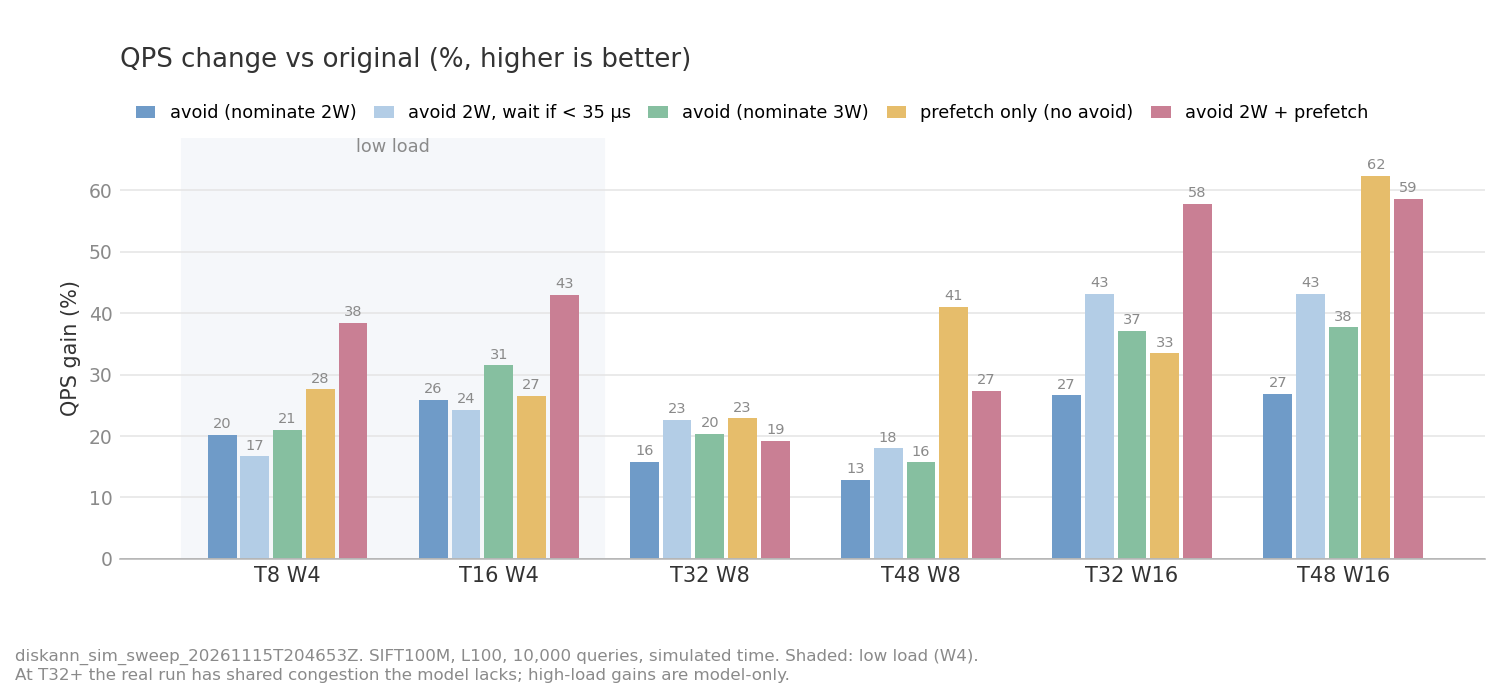 QPS change vs original (%, higher is better)
avoid (nominate 2W) avoid 2W, wait if < 35 µs avoid (nominate 3W) prefetch only (no avoid) avoid 2W + prefetch
low load
QPS gain (%)
60
50
40
30
20
10
0
20 17 21 28 38
26 24 31 27 43
16 23 20 23 19
13 18 16 41 27
27 43 37 33 58
27 43 38 62 59
T8 W4 T16 W4 T32 W8 T48 W8 T32 W16 T48 W16
diskann_sim_sweep_20261115T204653Z. SIFT100M, L100, 10,000 queries, simulated time. Shaded: low load (W4).
At T32+ the real run has shared congestion the model lacks; high-load gains are model-only.